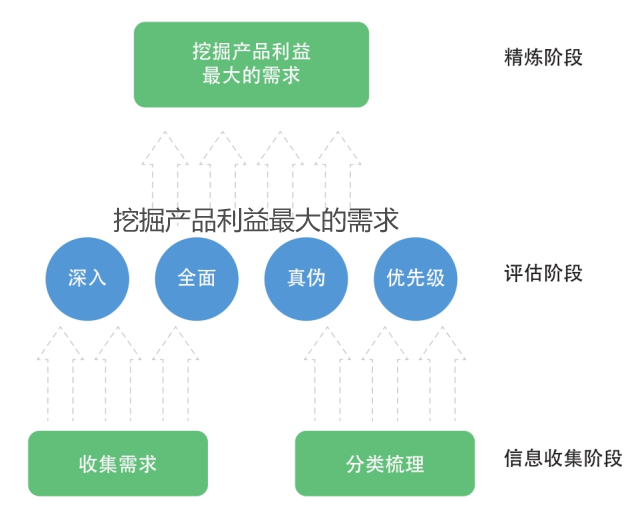 挖掘产品利益
最大的需求
精炼阶段
挖掘产品利益最大的需求
深入
全面
真伪
优先级
评估阶段
收集需求
分类梳理
信息收集阶段